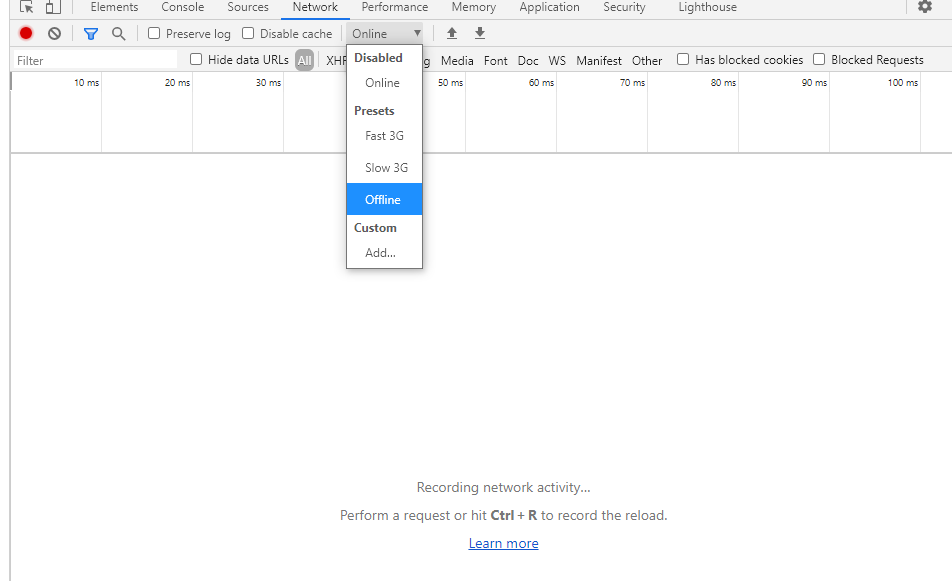 Elements Console Sources Network Performance Memory Application Security Lighthouse
Preserve log Disable cache Online
Filter Hide data URLs All XHR g Media Font Doc WS Manifest Other Has blocked cookies Blocked Requests
10 ms 20 ms 30 ms 50 ms 60 ms 70 ms 80 ms 90 ms 100 ms
Disabled
Online
Presets
Fast 3G
Slow 3G
Offline
Custom
Add...
Recording network activity...
Perform a request or hit Ctrl + R to record the reload.
Learn more